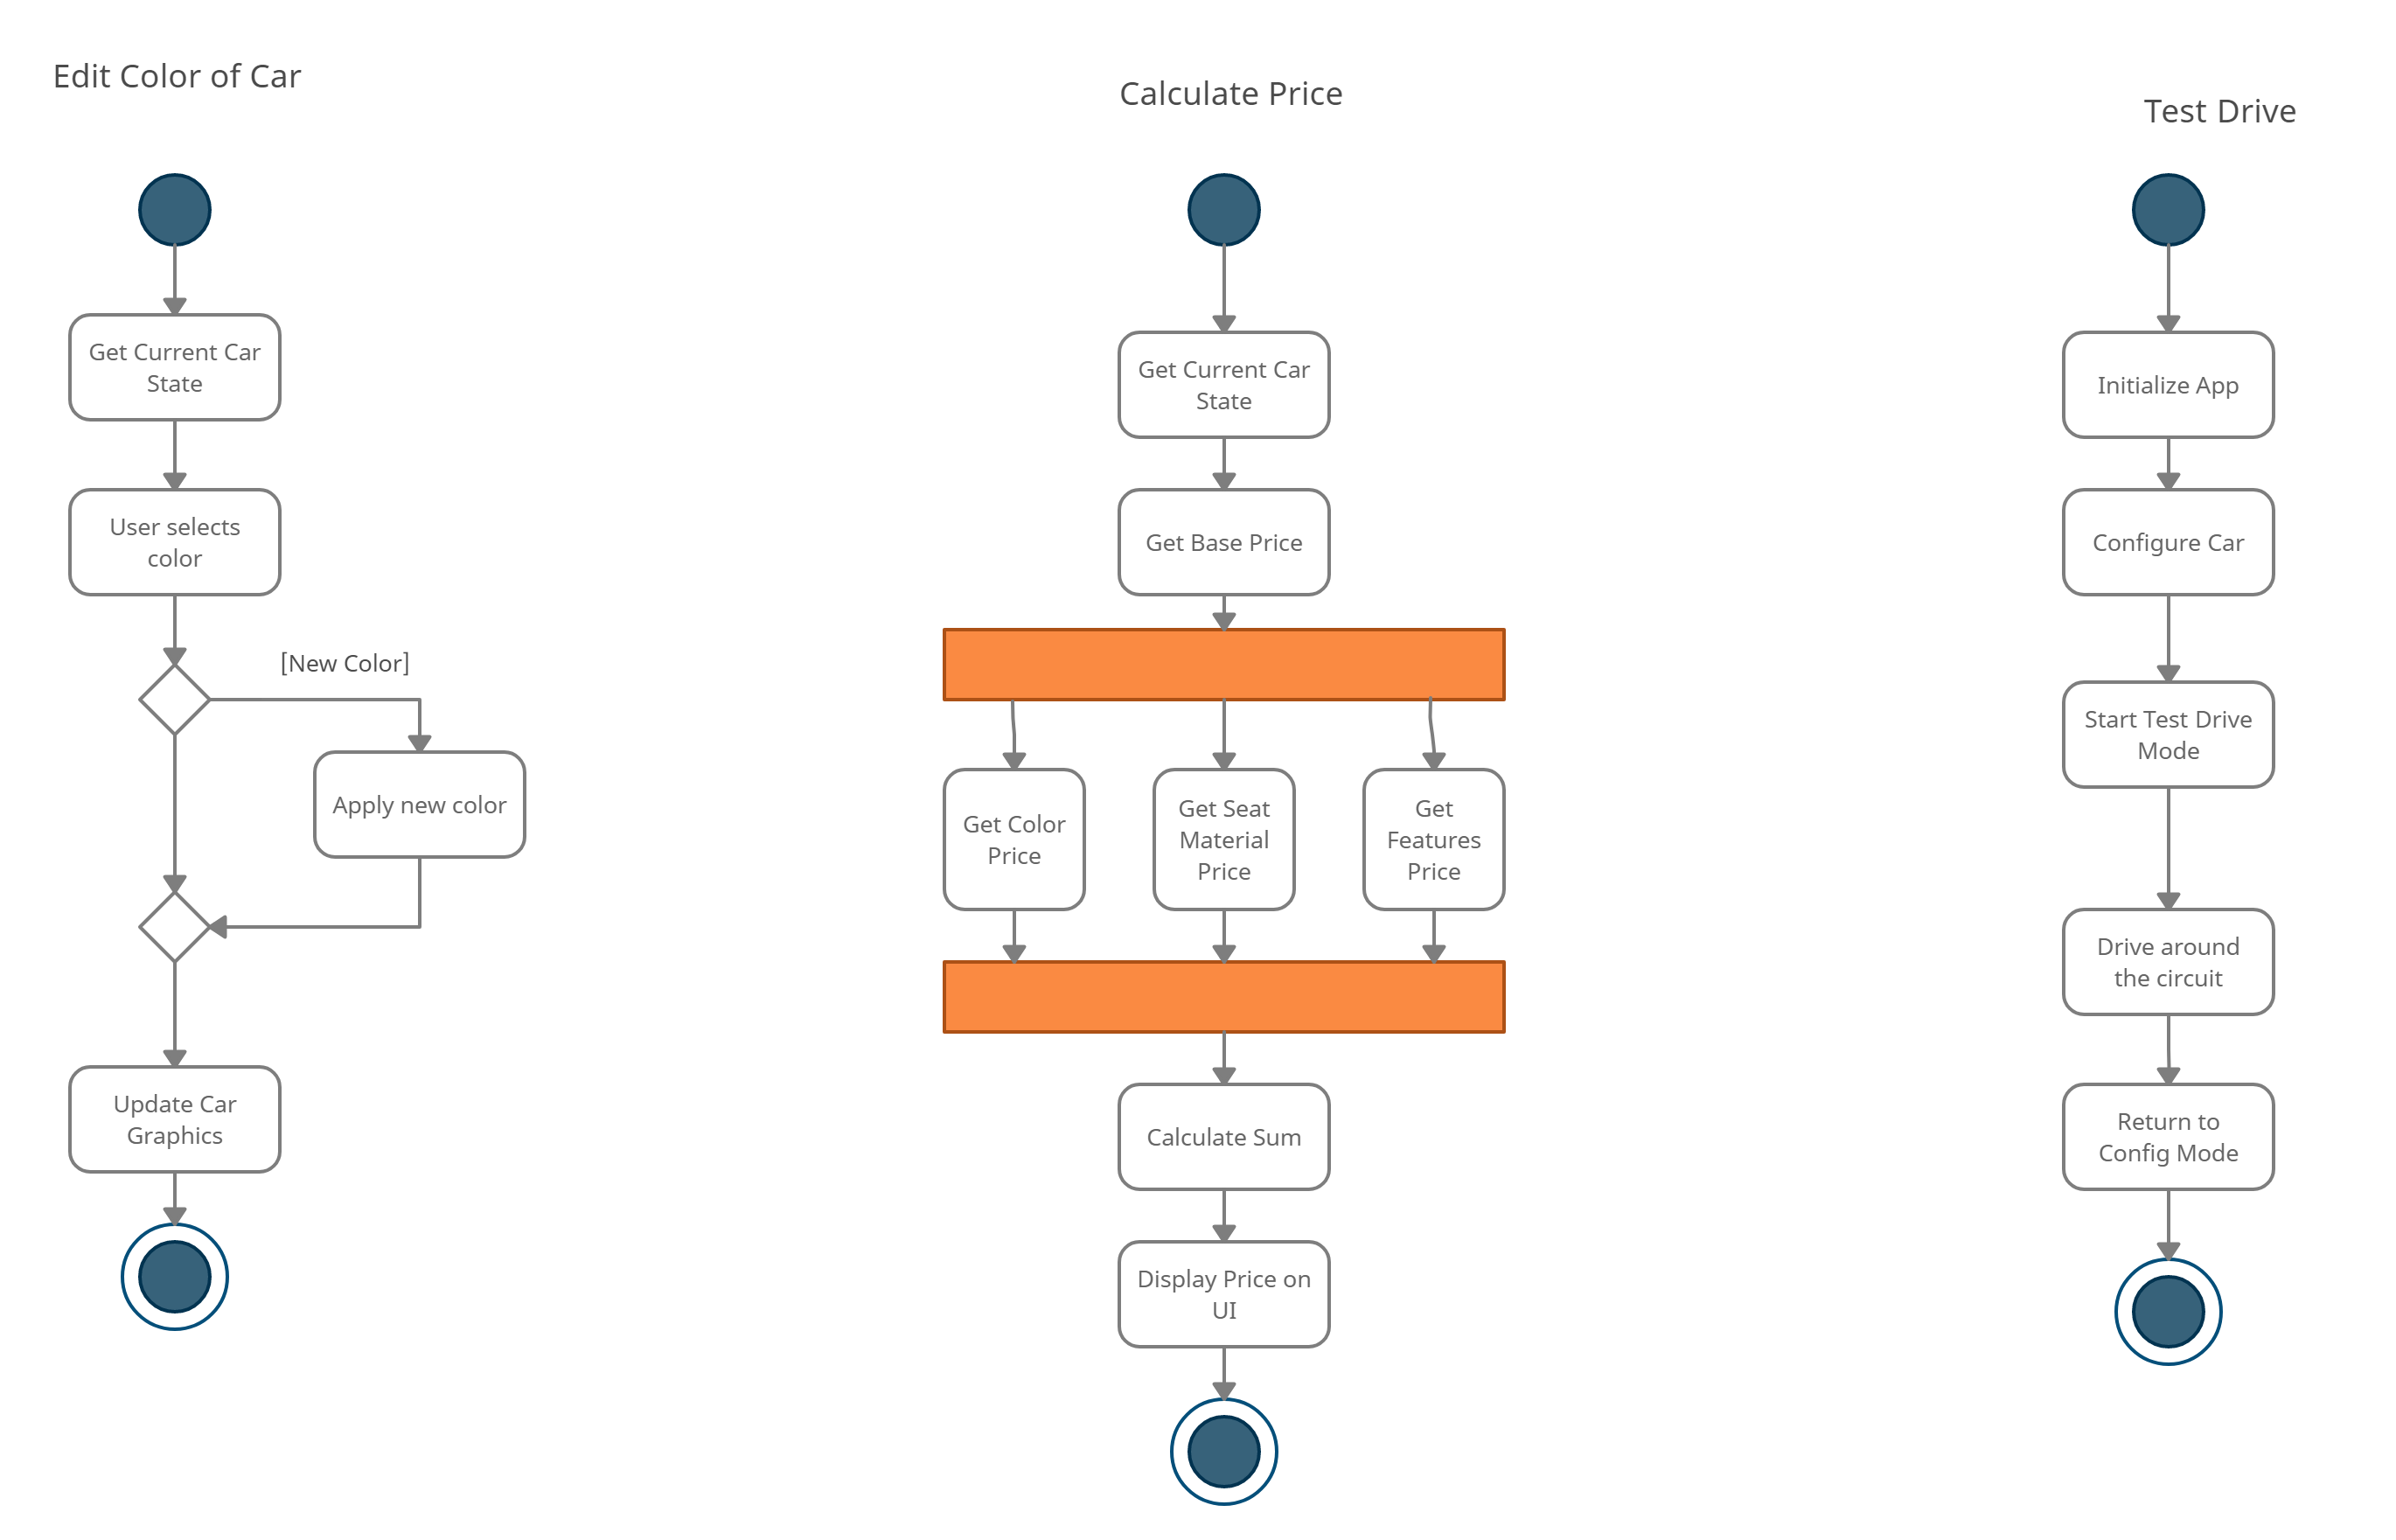 Edit Color of Car
Get Current Car
State
User selects
color
[New Color]
Apply new color
Update Car
Graphics
Calculate Price
Get Current Car
State
Get Base Price
Get Color
Price
Get Seat
Material
Price
Get
Features
Price
Calculate Sum
Display Price on
UI
Test Drive
Initialize App
Configure Car
Start Test Drive
Mode
Drive around
the circuit
Return to
Config Mode